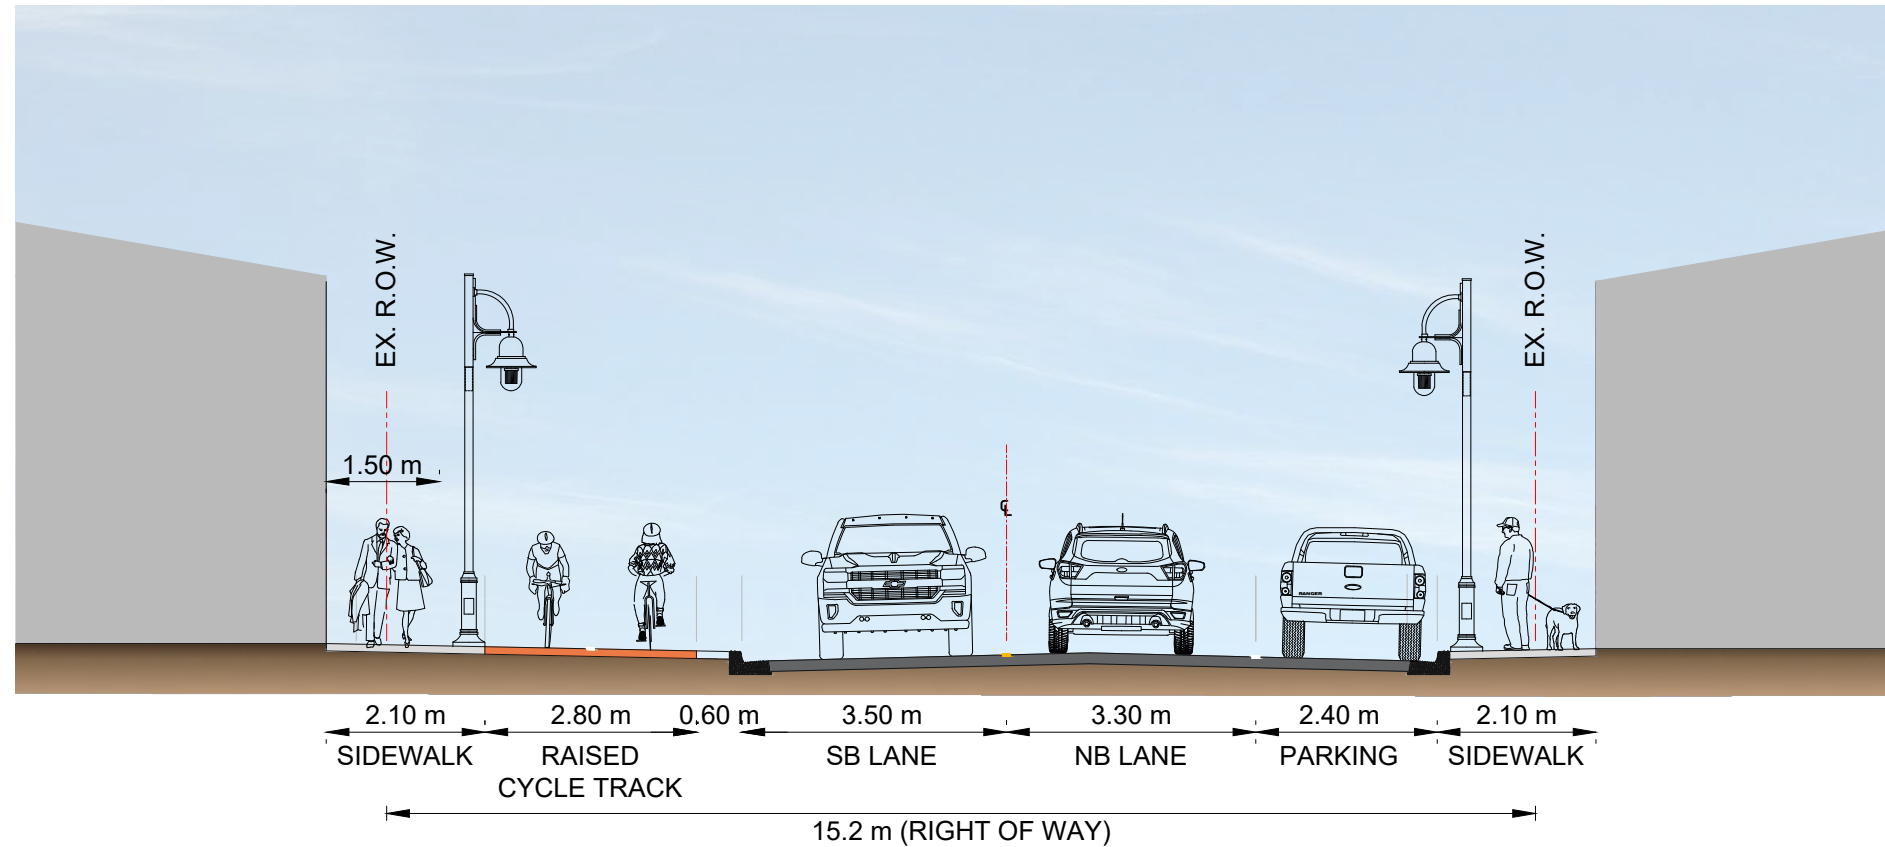 EX. R.O.W.
EX. R.O.W.
1.50 m
℄
RANGER
2.10 m
2.80 m
0.60 m
3.50 m
3.30 m
2.40 m
2.10 m
SIDEWALK
RAISED
CYCLE TRACK
SB LANE
NB LANE
PARKING
SIDEWALK
15.2 m (RIGHT OF WAY)